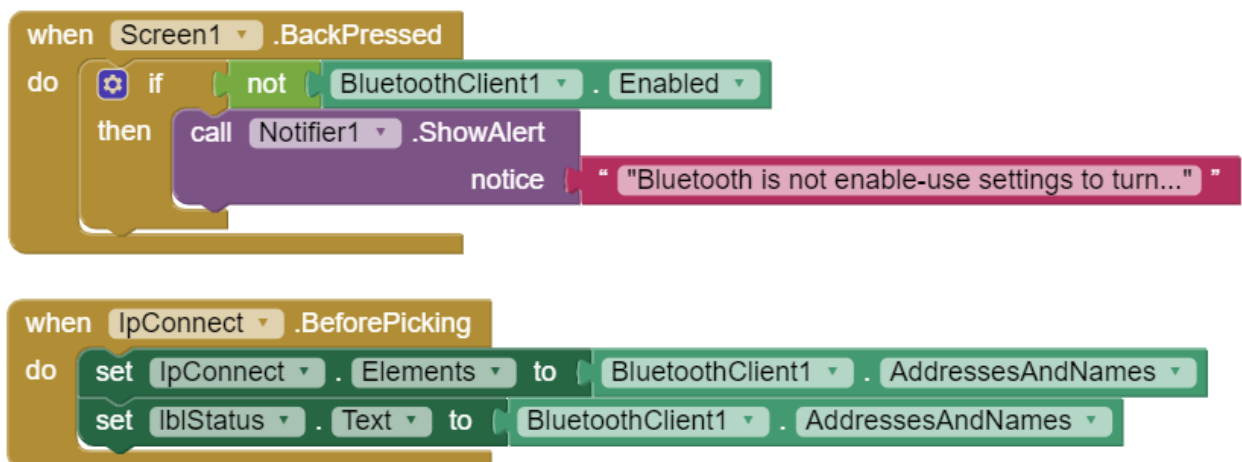 when Screen1 .BackPressed
do if not BluetoothClient1 . Enabled
then call Notifier1 .ShowAlert
notice “ "Bluetooth is not enable-use settings to turn..." ”
when lpConnect .BeforePicking
do set lpConnect . Elements to BluetoothClient1 . AddressesAndNames
set lblStatus . Text to BluetoothClient1 . AddressesAndNames